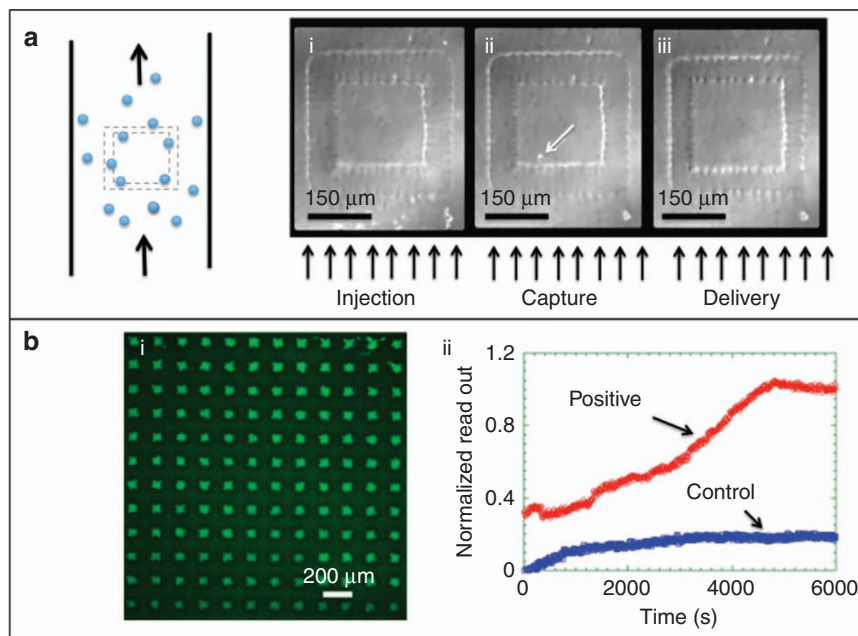 a
i
ii
iii
150 µm
150 µm
150 µm
Injection
Capture
Delivery
b
i
200 µm
ii
1.2
0.8
0.4
0
Normalized read out
Positive
Control
0
2000
4000
6000
Time (s)